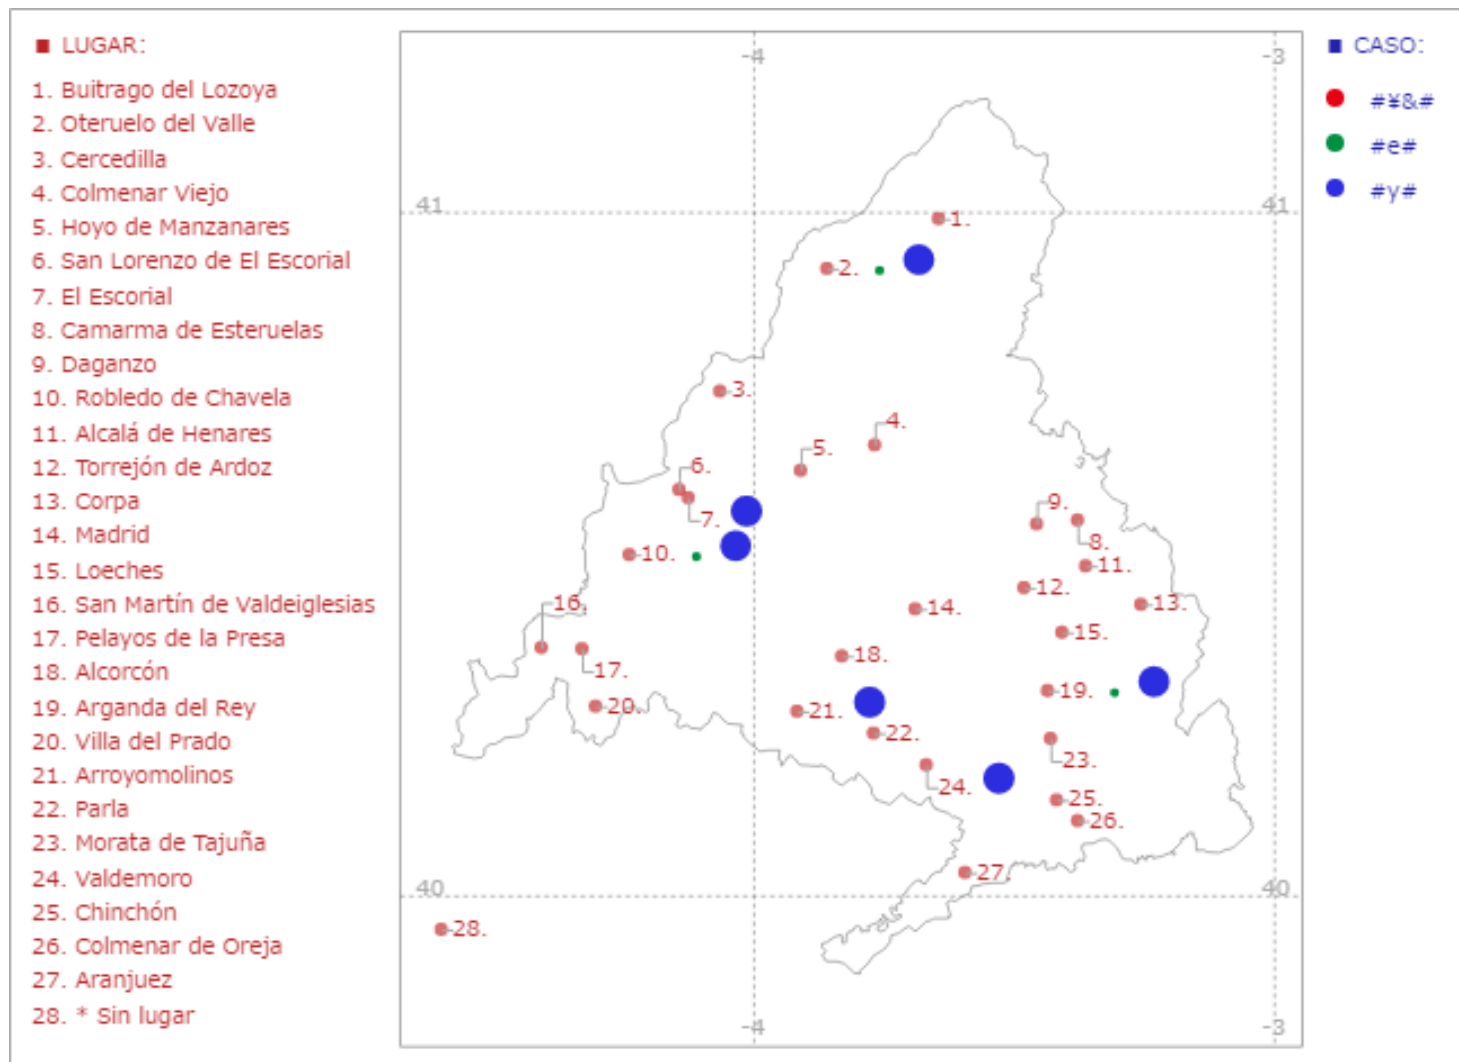 ■ LUGAR:
1. Buitrago del Lozoya
2. Oteruelo del Valle
3. Cercedilla
4. Colmenar Viejo
5. Hoyo de Manzanares
6. San Lorenzo de El Escorial
7. El Escorial
8. Camarma de Esteruelas
9. Daganzo
10. Robledo de Chavela
11. Alcalá de Henares
12. Torrejón de Ardoz
13. Corpa
14. Madrid
15. Loeches
16. San Martín de Valdeiglesias
17. Pelayos de la Presa
18. Alcorcón
19. Arganda del Rey
20. Villa del Prado
21. Arroyomolinos
22. Parla
23. Morata de Tajuña
24. Valdemoro
25. Chinchón
26. Colmenar de Oreja
27. Aranjuez
28. * Sin lugar
-4 -3
41 41
1.
2.
3.
4.
5.
6.
7.
9.
8.
10.
11.
12.
13.
14.
16.
15.
17.
18.
19.
20.
21.
22.
23.
24.
25.
26.
27.
40 40
28.
-4 -3
■ CASO:
#¥&#
#e#
#y#